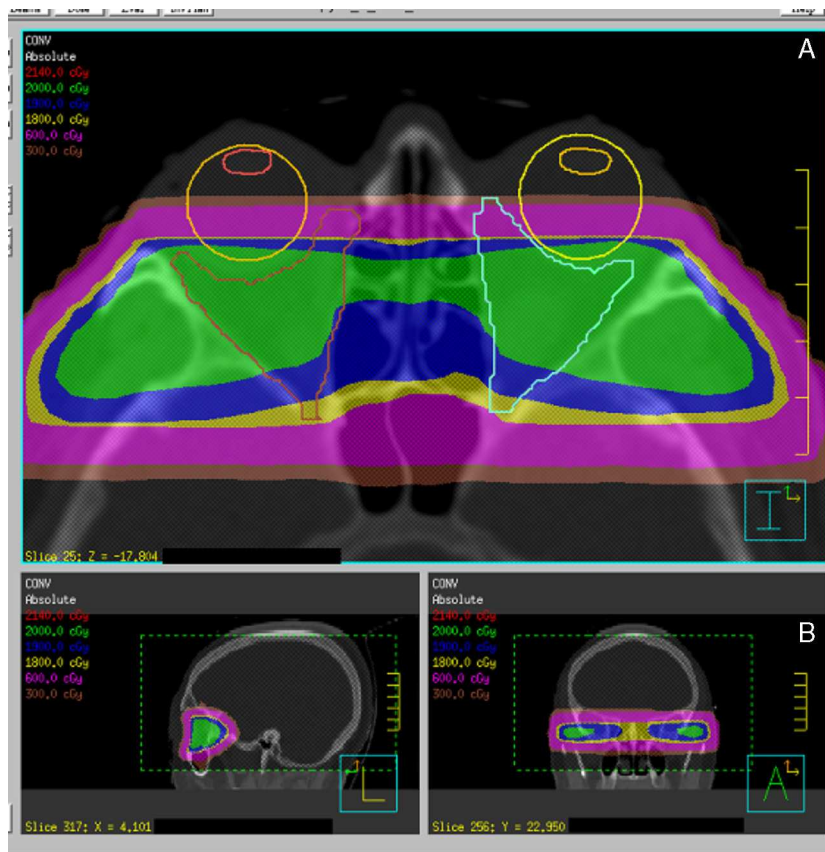 A
CONV
Absolute
2140.0 cGy
2000.0 cGy
1900.0 cGy
1800.0 cGy
600.0 cGy
300.0 cGy
I
Slice 25: Z = -17.804
CONV
Absolute
2140.0 cGy
2000.0 cGy
1900.0 cGy
1800.0 cGy
600.0 cGy
300.0 cGy
L
Slice 317: X = 4.101
B
CONV
Absolute
2140.0 cGy
2000.0 cGy
1900.0 cGy
1800.0 cGy
600.0 cGy
300.0 cGy
A
Slice 256: Y = 22.950